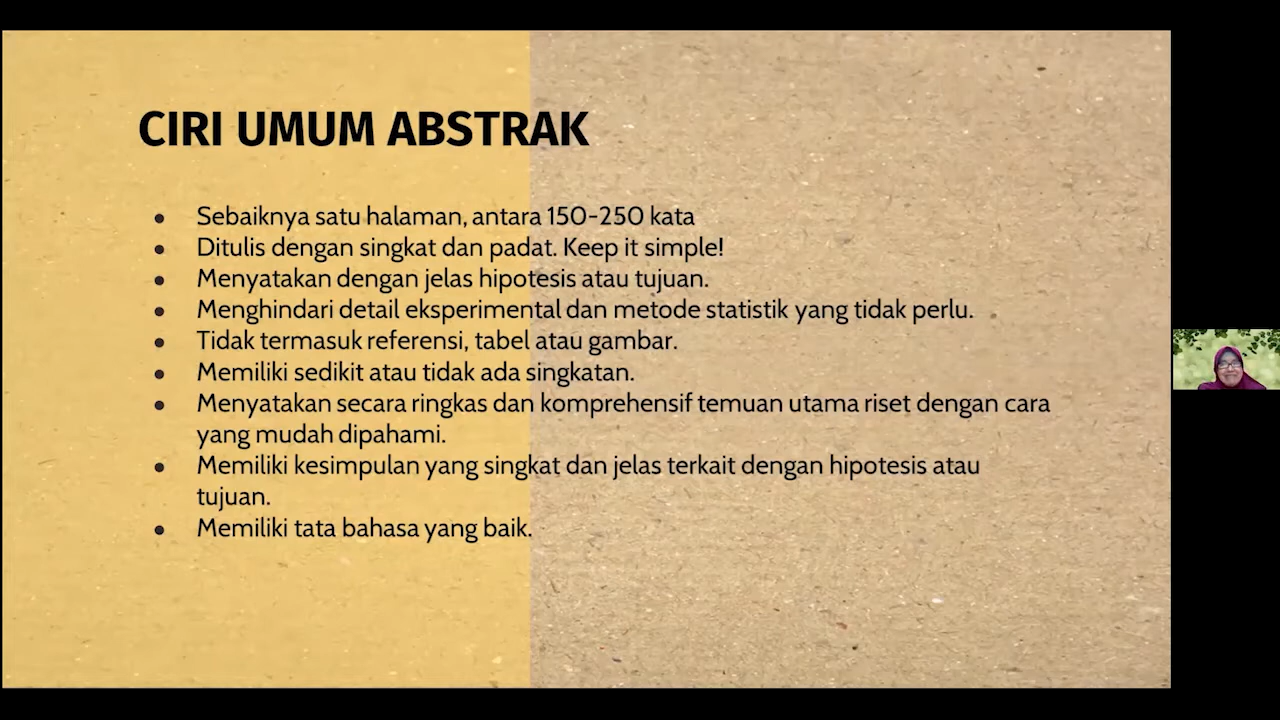 CIRI UMUM ABSTRAK
● Sebaiknya satu halaman, antara 150-250 kata
● Ditulis dengan singkat dan padat. Keep it simple!
● Menyatakan dengan jelas hipotesis atau tujuan.
● Menghindari detail eksperimental dan metode statistik yang tidak perlu.
● Tidak termasuk referensi, tabel atau gambar.
● Memiliki sedikit atau tidak ada singkatan.
● Menyatakan secara ringkas dan komprehensif temuan utama riset dengan cara
yang mudah dipahami.
● Memiliki kesimpulan yang singkat dan jelas terkait dengan hipotesis atau
tujuan.
● Memiliki tata bahasa yang baik.